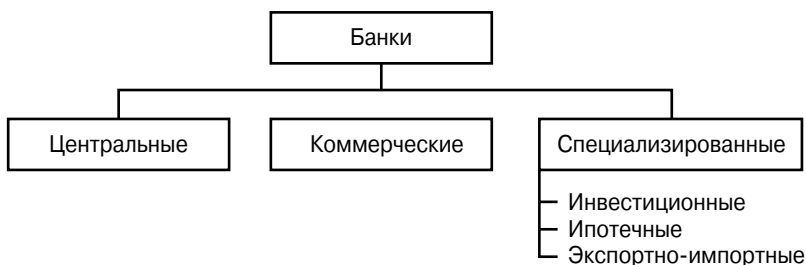 Банки
Центральные
Коммерческие
Специализированные
Инвестиционные
Ипотечные
Экспортно-импортные